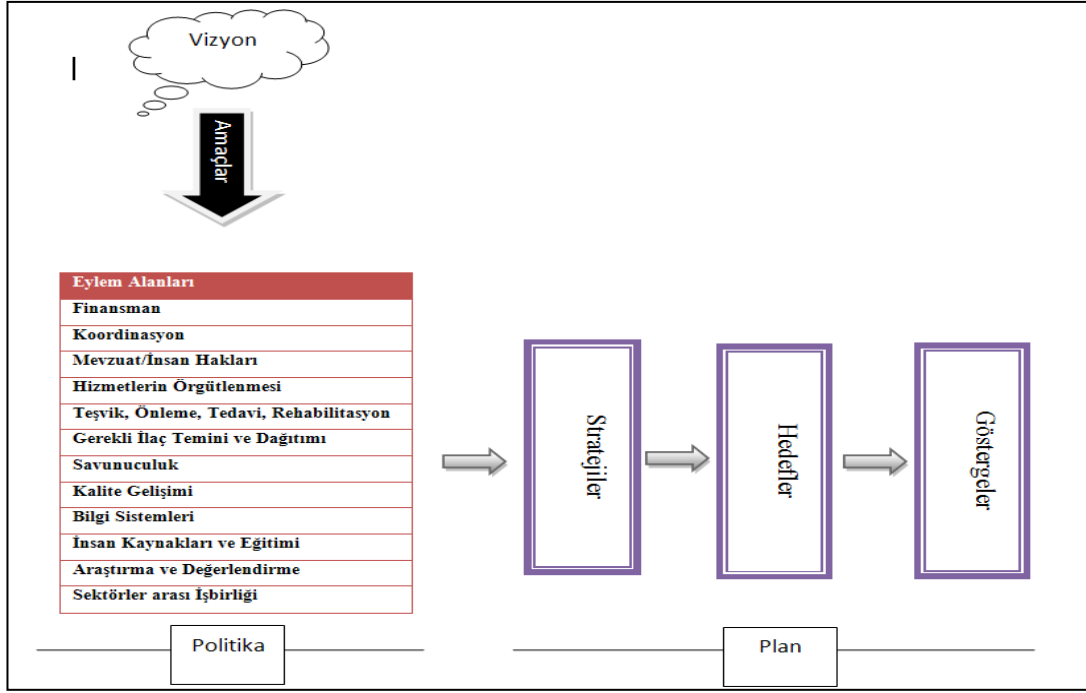 Vizyon
Amaçlar
Eylem Alanları
Finansman
Koordinasyon
Mevzuat/İnsan Hakları
Hizmetlerin Örgütlenmesi
Teşvik, Önleme, Tedavi, Rehabilitasyon
Gerekli İlaç Temini ve Dağıtımı
Savunuculuk
Kalite Gelişimi
Bilgi Sistemleri
İnsan Kaynakları ve Eğitimi
Araştırma ve Değerlendirme
Sektörler arası İşbirliği
Stratejiler
Hedefler
Göstergeler
Politika
Plan